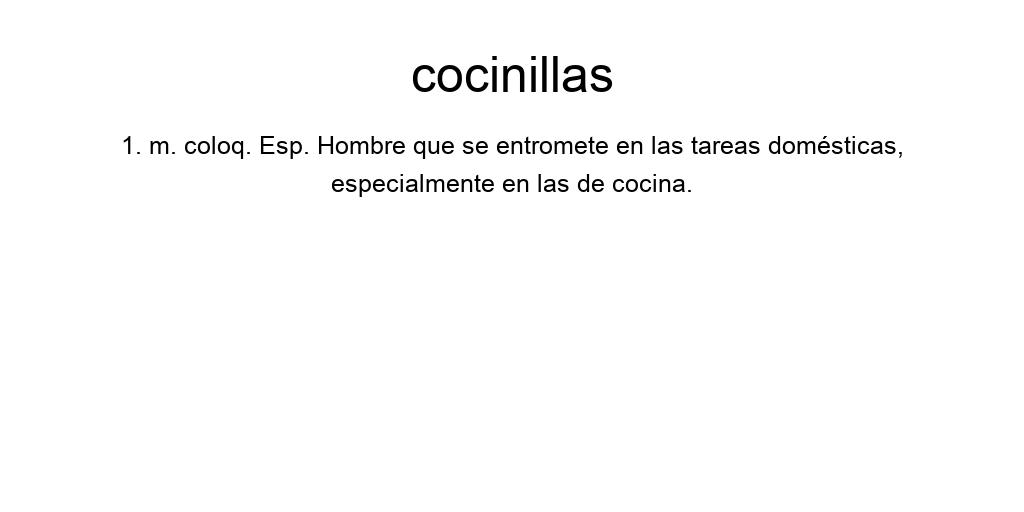 cocinillas
1. m. coloq. Esp. Hombre que se entromete en las tareas domésticas,
especialmente en las de cocina.